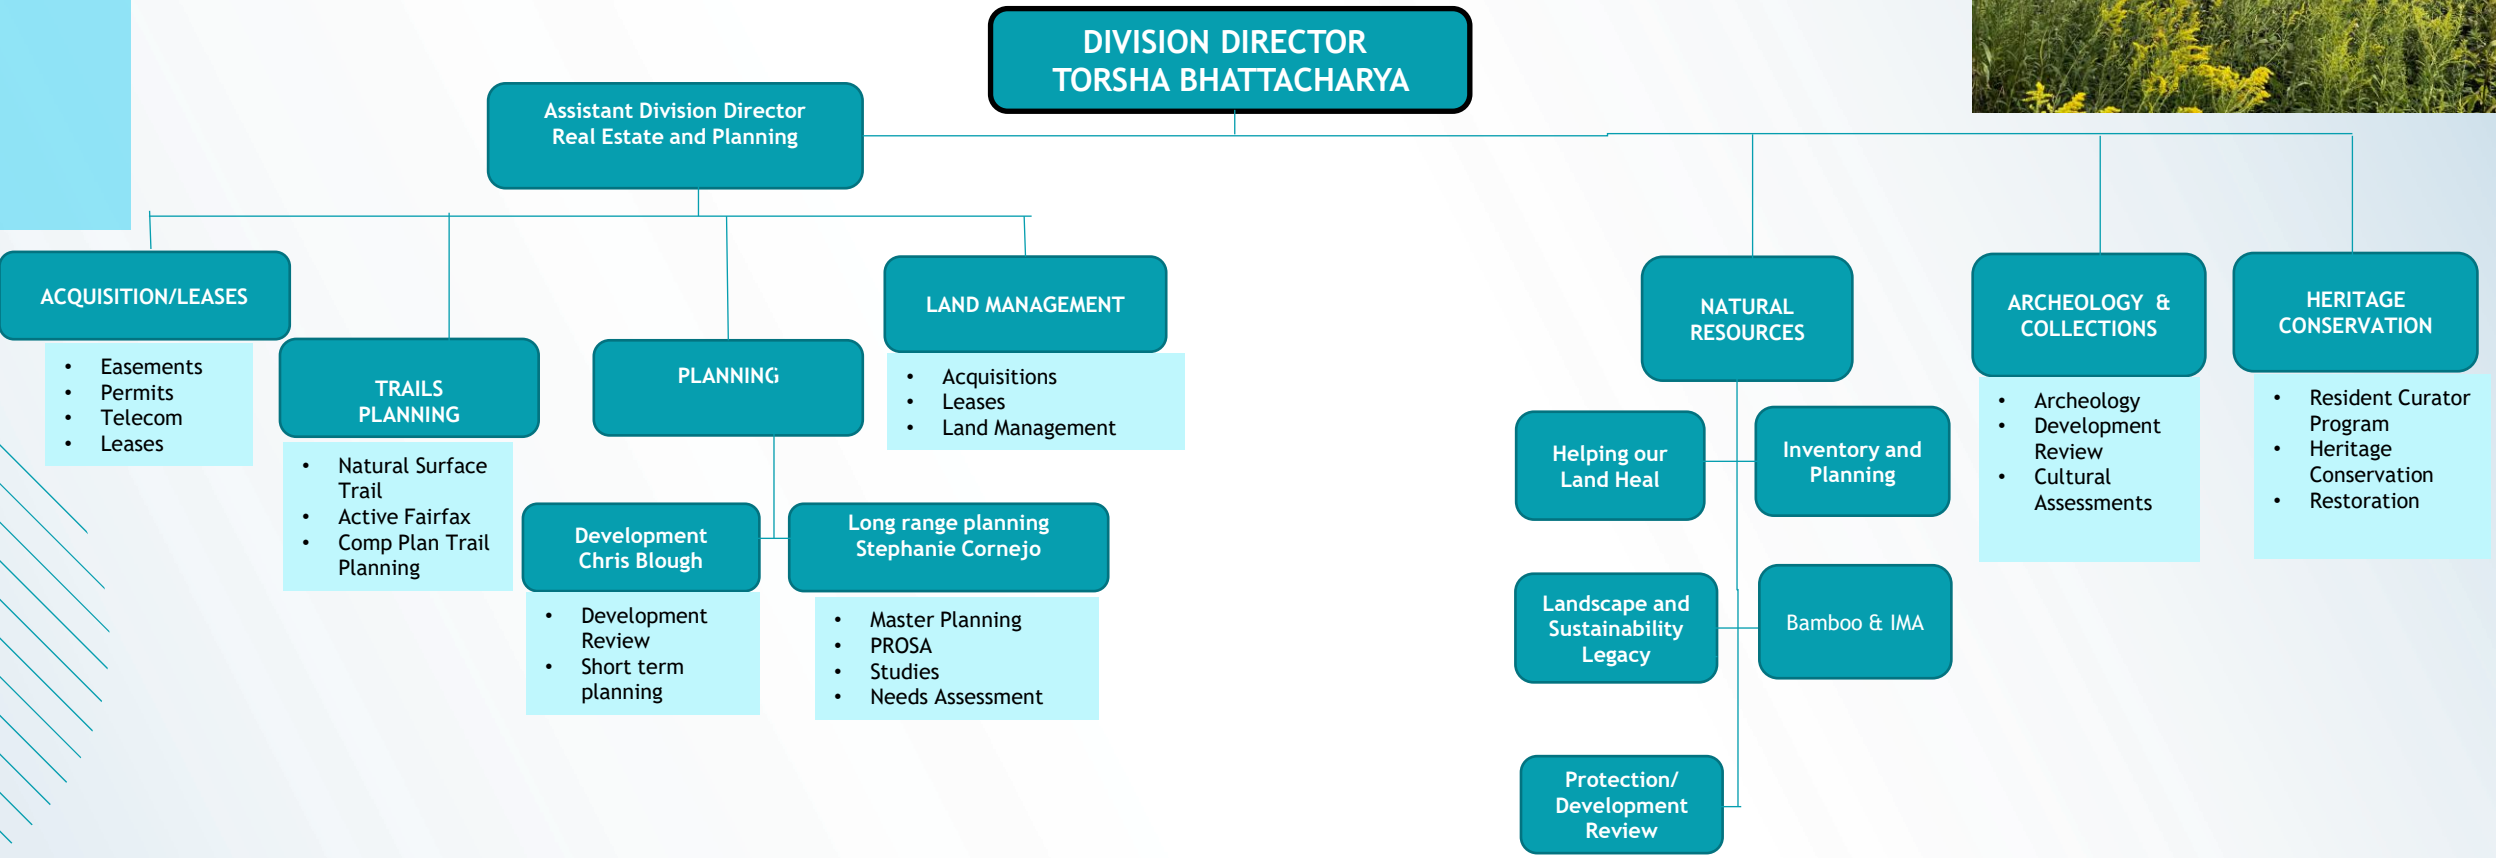 DIVISION DIRECTOR
TORSHA BHATTACHARYA
Assistant Division Director
Real Estate and Planning
ACQUISITION/LEASES
• Easements
• Permits
• Telecom
• Leases
TRAILS
PLANNING
• Natural Surface
Trail
• Active Fairfax
• Comp Plan Trail
Planning
PLANNING
Development
Chris Blough
• Development
Review
• Short term
planning
Long range planning
Stephanie Cornejo
• Master Planning
• PROSA
• Studies
• Needs Assessment
LAND MANAGEMENT
• Acquisitions
• Leases
• Land Management
NATURAL
RESOURCES
Helping our
Land Heal
Inventory and
Planning
Landscape and
Sustainability
Legacy
Bamboo & IMA
Protection/
Development
Review
ARCHEOLOGY &
COLLECTIONS
• Archeology
• Development
Review
• Cultural
Assessments
HERITAGE
CONSERVATION
• Resident Curator
Program
• Heritage
Conservation
• Restoration